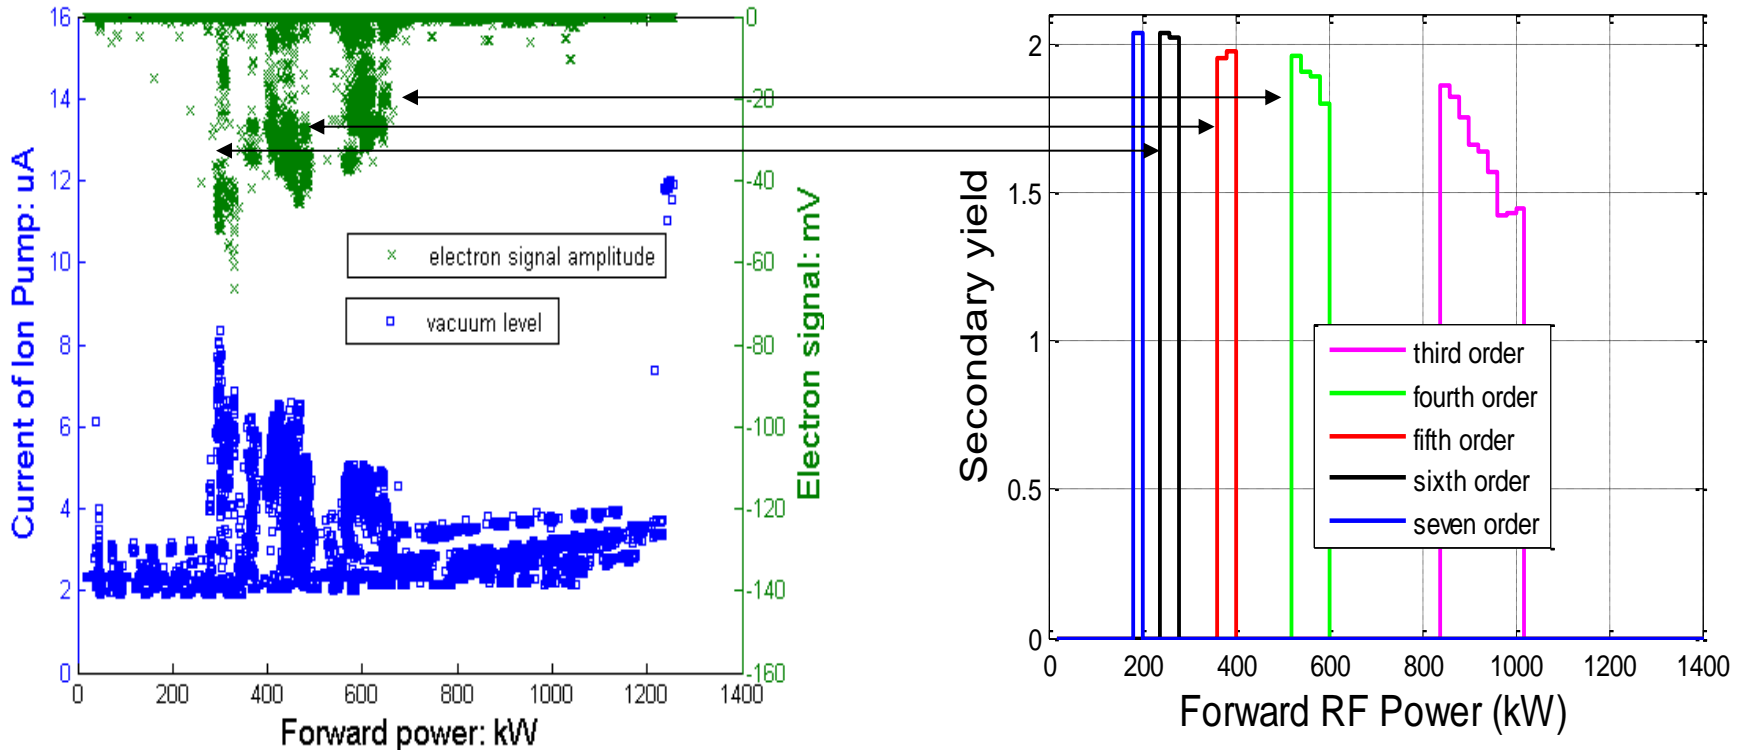 16
14
12
10
8
6
4
2
0
Current of Ion Pump: uA
0
-20
-40
-60
-80
-100
-120
-140
-160
Electron signal: mV
electron signal amplitude
vacuum level
0 200 400 600 800 1000 1200 1400
Forward power: kW
2
1.5
1
0.5
0
Secondary yield
third order
fourth order
fifth order
sixth order
seven order
0 200 400 600 800 1000 1200 1400
Forward RF Power (kW)